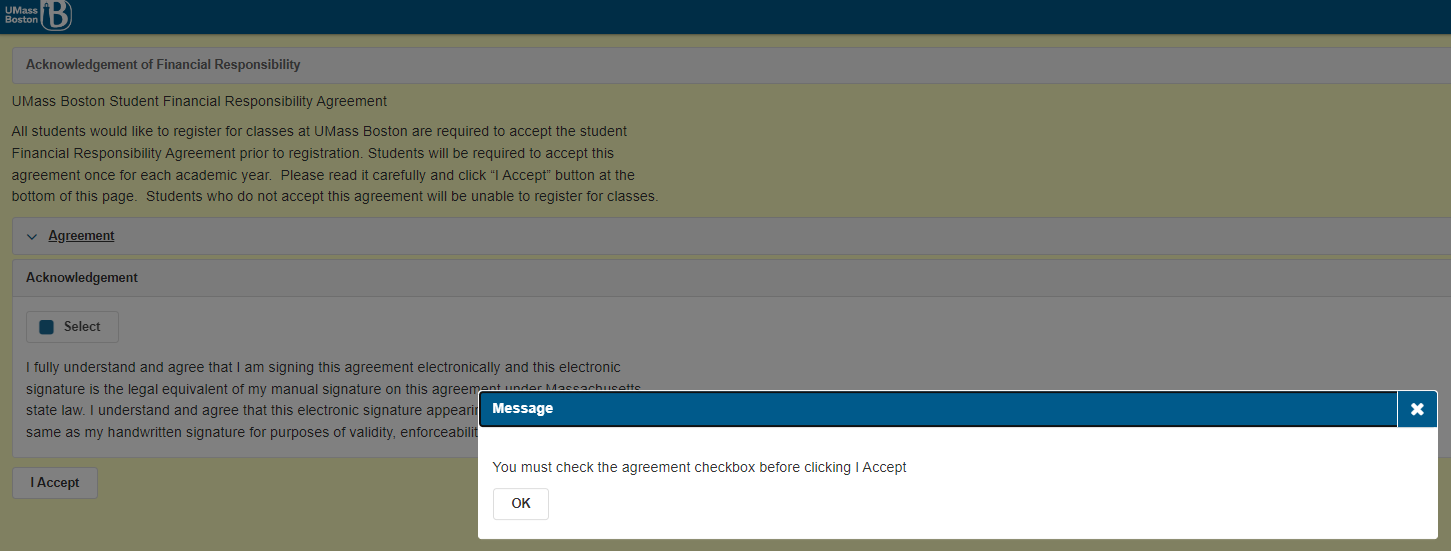 UMass
Boston
B
Acknowledgement of Financial Responsibility
UMass Boston Student Financial Responsibility Agreement
All students would like to register for classes at UMass Boston are required to accept the student
Financial Responsibility Agreement prior to registration. Students will be required to accept this
agreement once for each academic year.  Please read it carefully and click “I Accept” button at the
bottom of this page.  Students who do not accept this agreement will be unable to register for classes.
Agreement
Acknowledgement
Select
I fully understand and agree that I am signing this agreement electronically and this electronic
signature is the legal equivalent of my manual signature on this agreement under Massachusetts
state law. I understand and agree that this electronic signature
same as my handwritten signature for purposes of validity,
I Accept
Message
You must check the agreement checkbox before clicking I Accept
OK